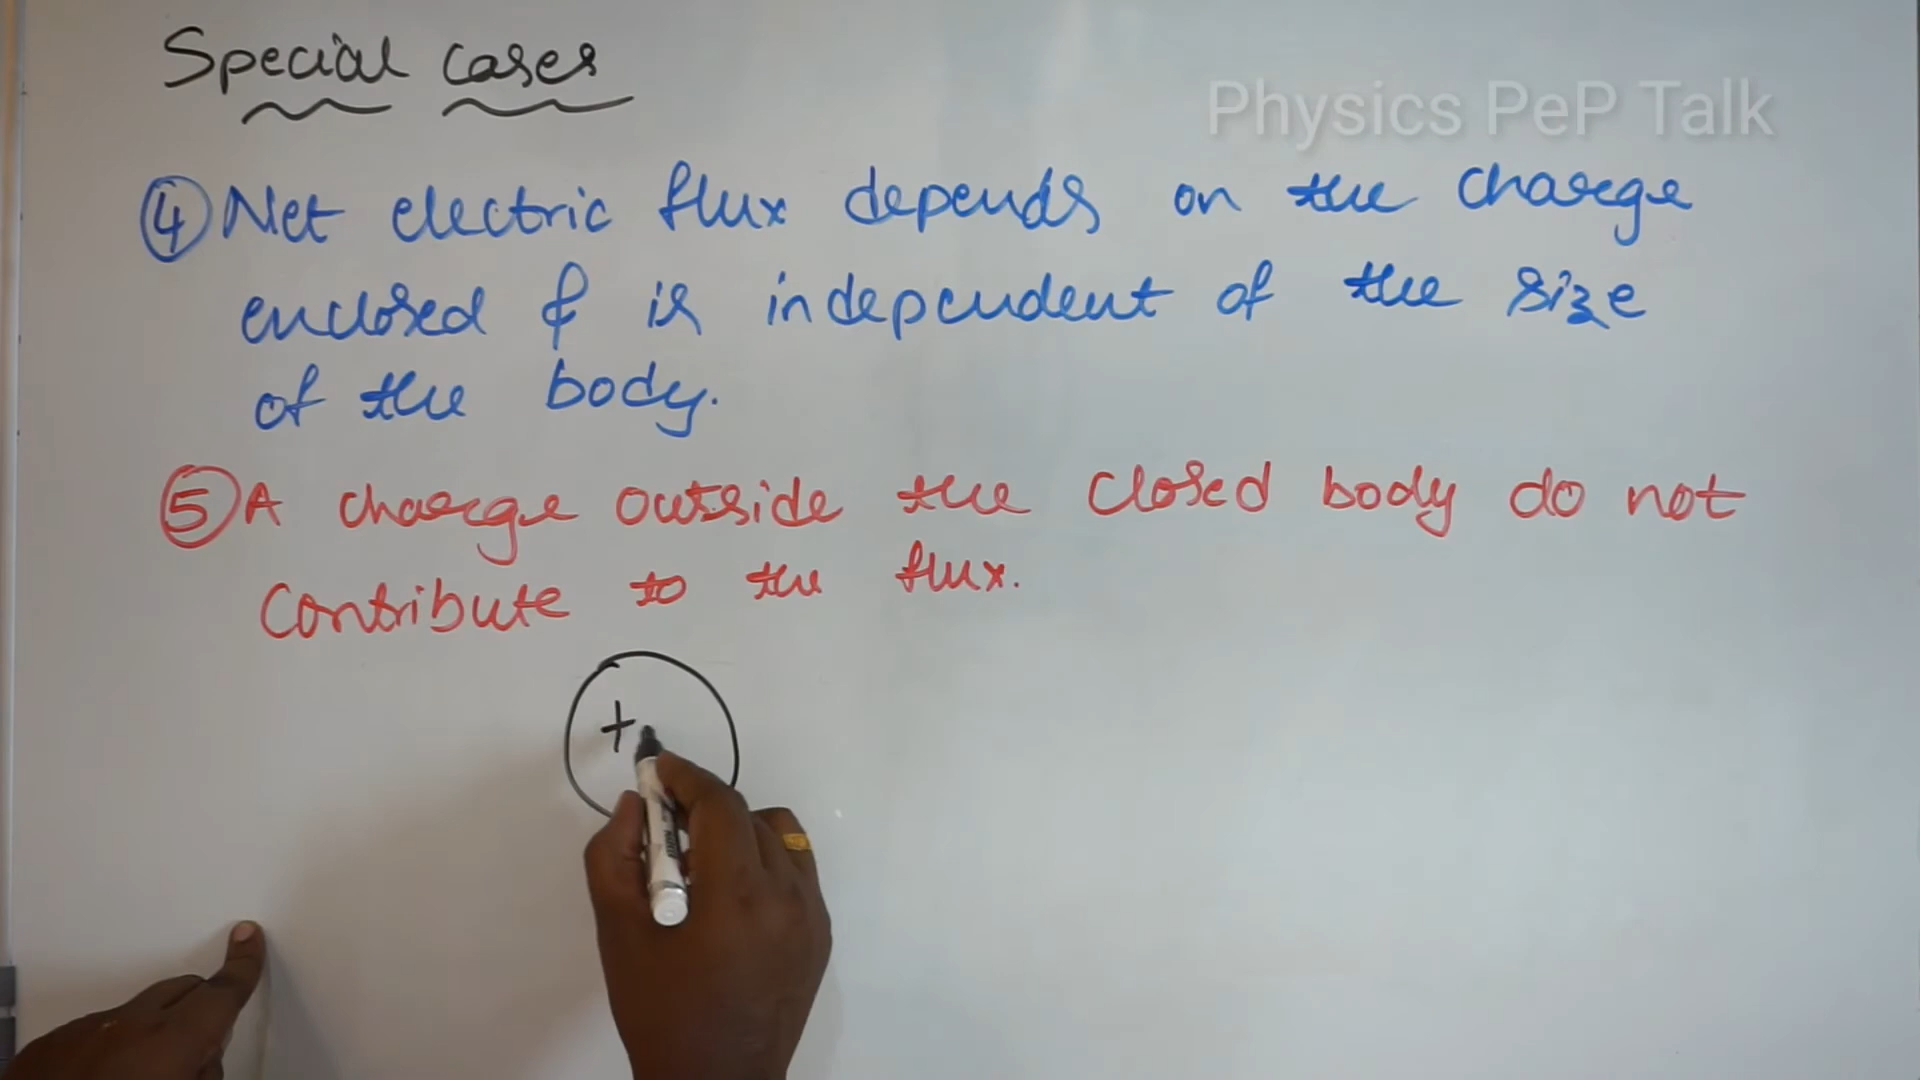 Special cases
Physics PeP Talk
④ Net electric flux depends on the charge
enclosed & is independent of the size
of the body.
⑤ A charge outside the closed body do not
contribute to the flux.
+